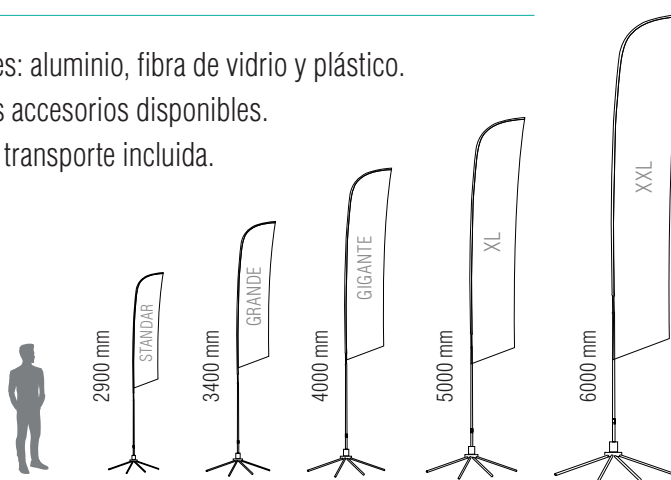 es: aluminio, fibra de vidrio y plástico.
s accesorios disponibles.
transporte incluida.
2900 mm
STANDAR
3400 mm
GRANDE
4000 mm
GIGANTE
5000 mm
XL
6000 mm
XXL